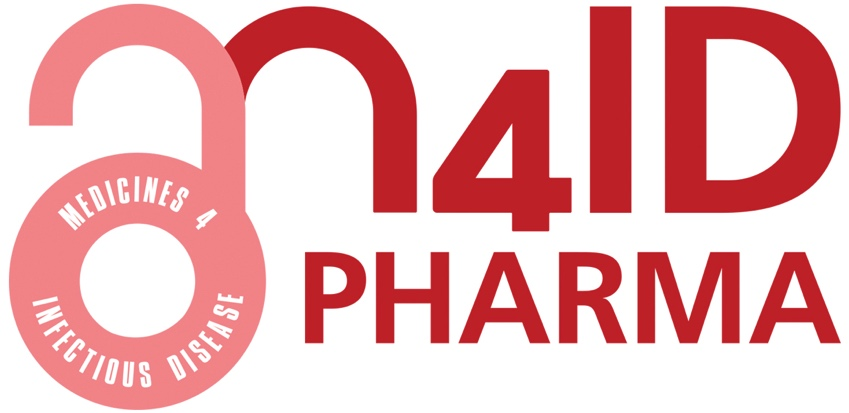 m4ID
PHARMA
MEDICINES 4
INFECTIOUS DISEASE